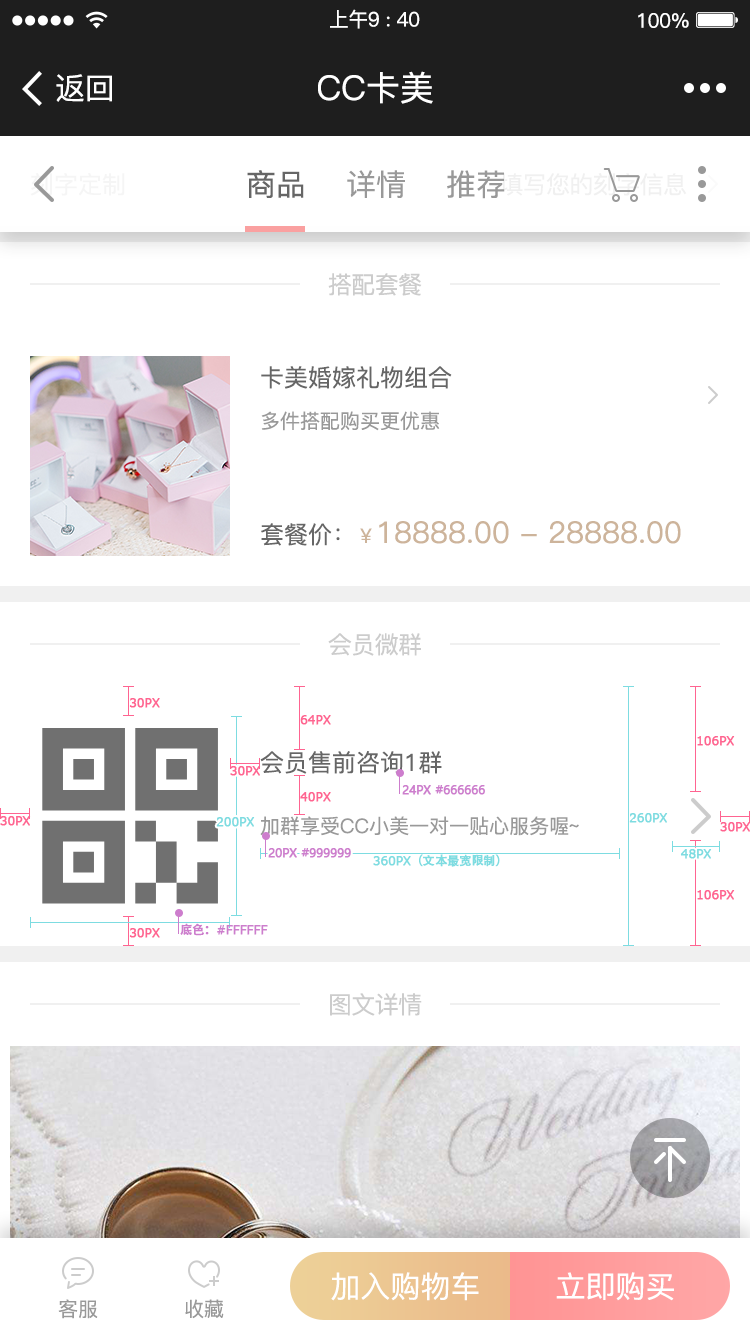 上午9 : 40
100%
返回
CC卡美
刻字定制
商品
详情
推荐
填写您的刻字信息
搭配套餐
卡美婚嫁礼物组合
多件搭配购买更优惠
套餐价： ¥18888.00 – 28888.00
会员微群
30PX
64PX
106PX
会员售前咨询1群
30PX
24PX #666666
40PX
30PX
200PX
加群享受CC小美一对一贴心服务喔~
260PX
30PX
20PX #999999
360PX（文本最宽限制）
48PX
106PX
30PX
底色：#FFFFFF
图文详情
Wedding
客服
收藏
加入购物车
立即购买